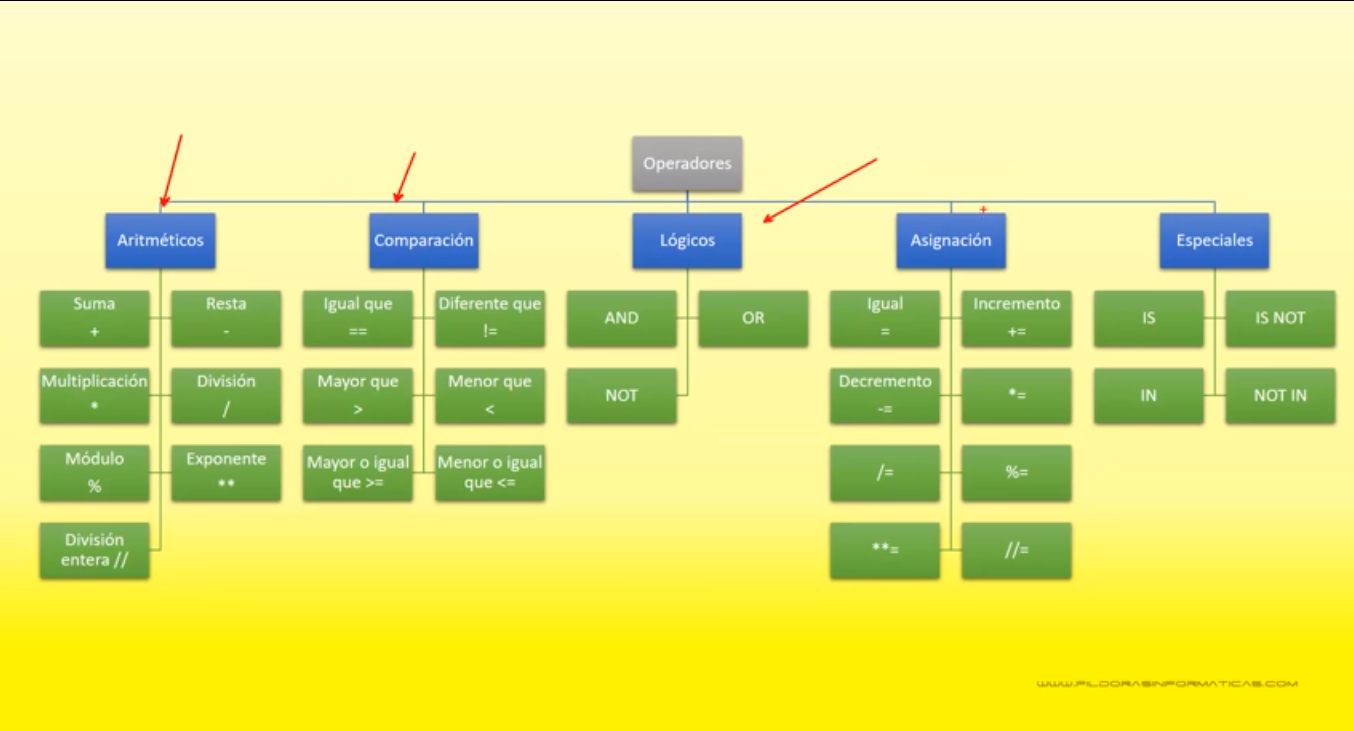 Operadores
Aritméticos
Comparación
Lógicos
Asignación
Especiales
Suma
+
Resta
-
Multiplicación
*
División
/
Módulo
%
Exponente
**
División
entera //
Igual que
==
Diferente que
!=
Mayor que
>
Menor que
<
Mayor o igual
que >=
Menor o igual
que <=
AND
OR
NOT
Igual
=
Incremento
+=
Decremento
-=
*=
/=
%=
**=
//=
IS
IS NOT
IN
NOT IN
WWW.PILDORASINFORMATICAS.COM